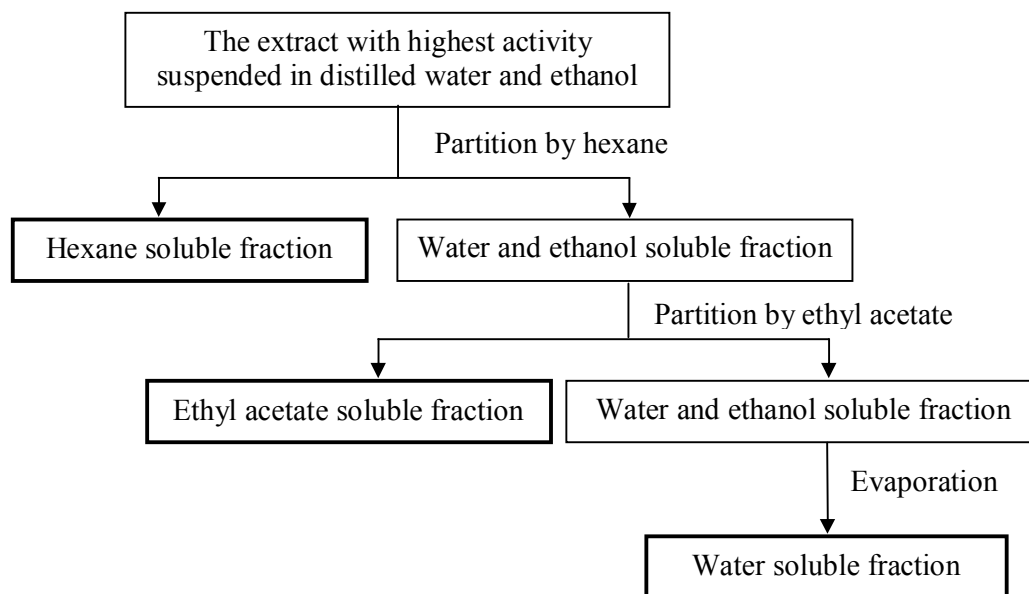 The extract with highest activity
suspended in distilled water and ethanol
Partition by hexane
Hexane soluble fraction
Water and ethanol soluble fraction
Partition by ethyl acetate
Ethyl acetate soluble fraction
Water and ethanol soluble fraction
Evaporation
Water soluble fraction